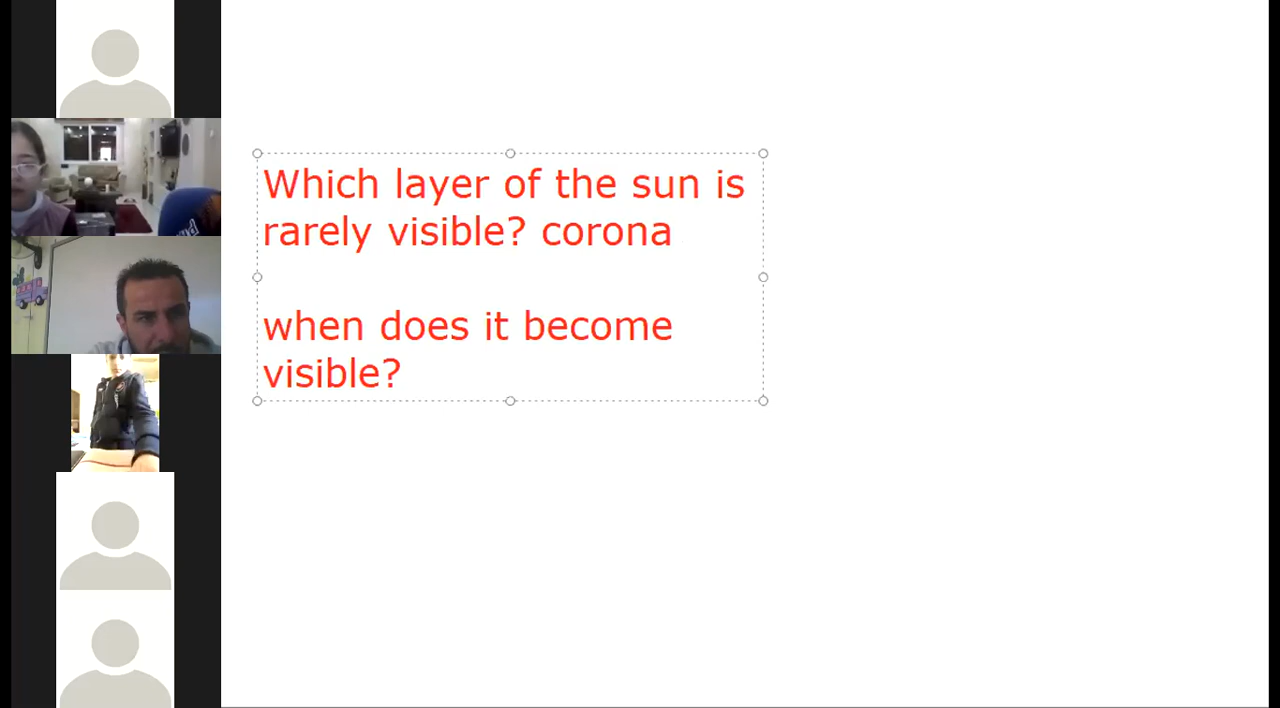 Which layer of the sun is
rarely visible? corona
when does it become
visible?